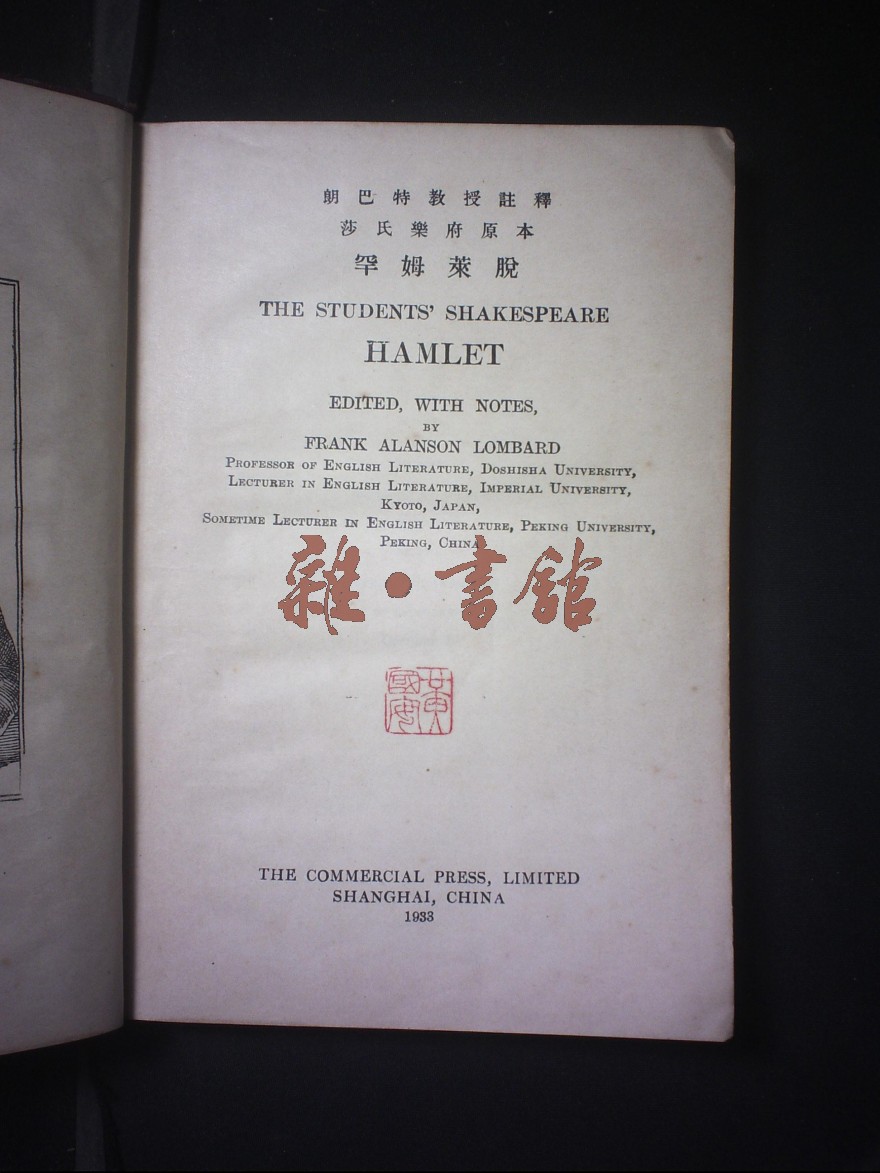 朗巴特教授註釋
莎氏樂府原本
罕姆萊脫
THE STUDENTS' SHAKESPEARE
HAMLET
EDITED, WITH NOTES,
BY
FRANK ALANSON LOMBARD
PROFESSOR OF ENGLISH LITERATURE, DOSHISHA UNIVERSITY,
LECTURER IN ENGLISH LITERATURE, IMPERIAL UNIVERSITY,
KYOTO, JAPAN,
SOMETIME LECTURER IN ENGLISH LITERATURE, PEKING UNIVERSITY,
PEKING, CHINA
雜·書館
黃國安
THE COMMERCIAL PRESS, LIMITED
SHANGHAI, CHINA
1933